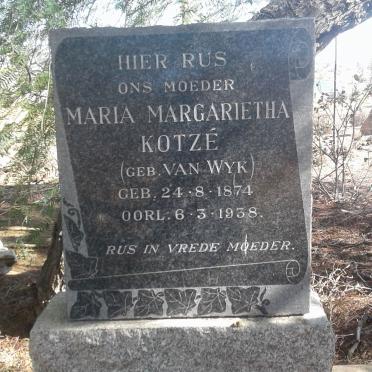 HIER RUS
ONS MOEDER
MARIA MARGARIETHA
KOTZÉ
(GEB. VAN WYK)
GEB. 24·8·1874
OORL. 6·3·1938.
RUS IN VREDE MOEDER.